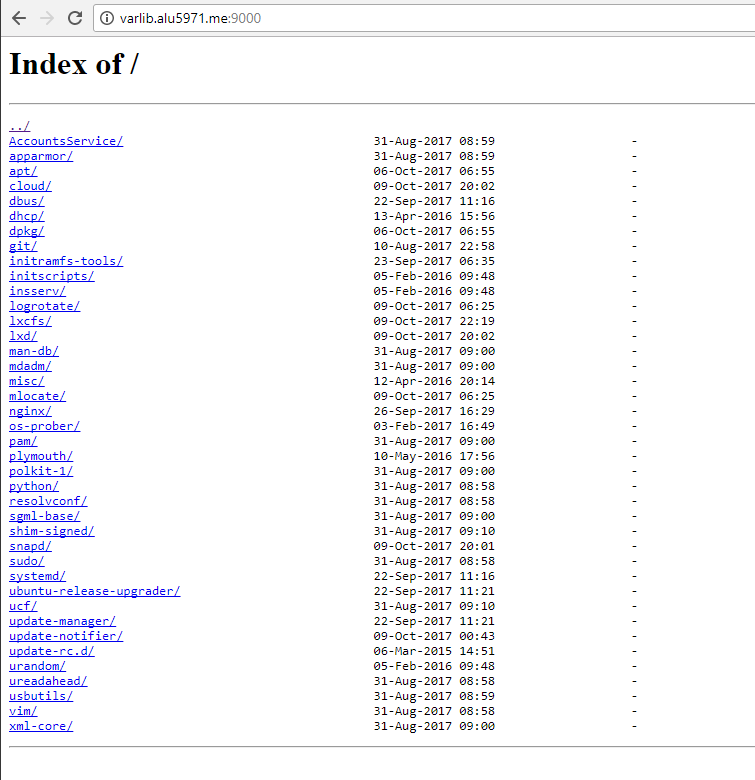 varlib.alu5971.me:9000
Index of /
../
AccountsService/ 31-Aug-2017 08:59 -
apparmor/ 31-Aug-2017 08:59 -
apt/ 06-Oct-2017 06:55 -
cloud/ 09-Oct-2017 20:02 -
dbus/ 22-Sep-2017 11:16 -
dhcp/ 13-Apr-2016 15:56 -
dpkg/ 06-Oct-2017 06:55 -
git/ 10-Aug-2017 22:58 -
initramfs-tools/ 23-Sep-2017 06:35 -
initscripts/ 05-Feb-2016 09:48 -
insserv/ 05-Feb-2016 09:48 -
logrotate/ 09-Oct-2017 06:25 -
lxcfs/ 09-Oct-2017 22:19 -
lxd/ 09-Oct-2017 20:02 -
man-db/ 31-Aug-2017 09:00 -
mdadm/ 31-Aug-2017 09:00 -
misc/ 12-Apr-2016 20:14 -
mlocate/ 09-Oct-2017 06:25 -
nginx/ 26-Sep-2017 16:29 -
os-prober/ 03-Feb-2017 16:49 -
pam/ 31-Aug-2017 09:00 -
plymouth/ 10-May-2016 17:56 -
polkit-1/ 31-Aug-2017 09:00 -
python/ 31-Aug-2017 08:58 -
resolvconf/ 31-Aug-2017 08:58 -
sgml-base/ 31-Aug-2017 09:00 -
shim-signed/ 31-Aug-2017 09:10 -
snapd/ 09-Oct-2017 20:01 -
sudo/ 31-Aug-2017 08:58 -
systemd/ 22-Sep-2017 11:16 -
ubuntu-release-upgrader/ 22-Sep-2017 11:21 -
ucf/ 31-Aug-2017 09:10 -
update-manager/ 22-Sep-2017 11:21 -
update-notifier/ 09-Oct-2017 00:43 -
update-rc.d/ 06-Mar-2015 14:51 -
urandom/ 05-Feb-2016 09:48 -
ureadahead/ 31-Aug-2017 08:58 -
usbutils/ 31-Aug-2017 08:59 -
vim/ 31-Aug-2017 08:58 -
xml-core/ 31-Aug-2017 09:00 -